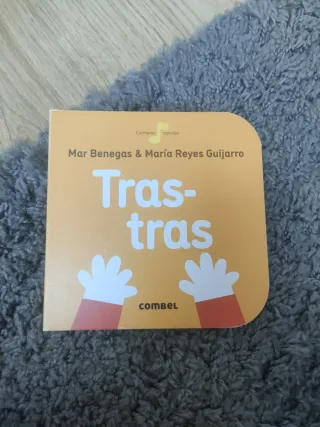 Mar Benegas & María Reyes Guijarro
Tras-
tras
COMBEL